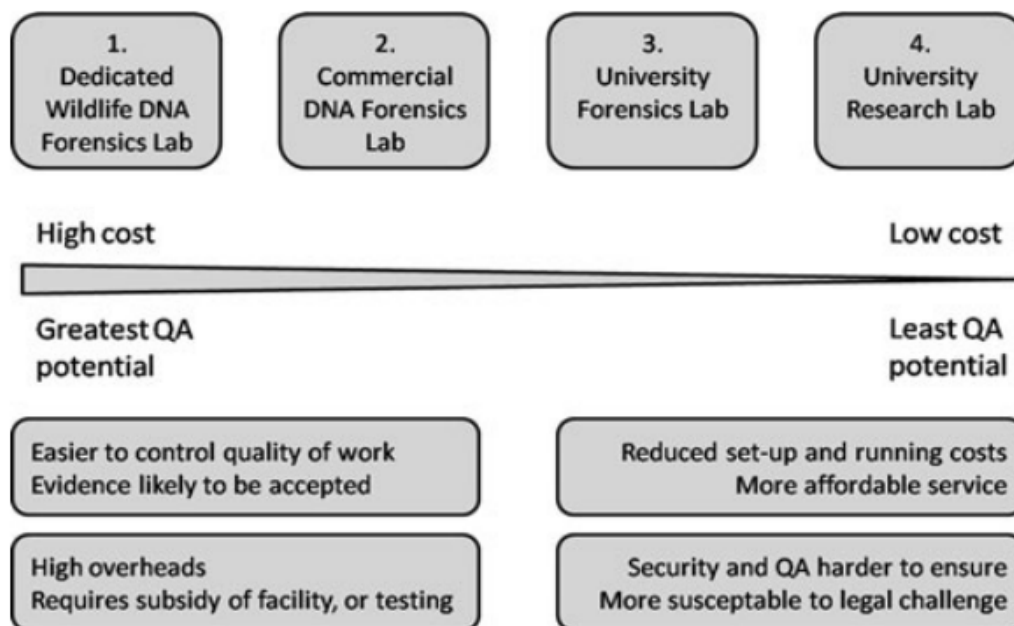 1.
Dedicated
Wildlife DNA
Forensics Lab
2.
Commercial
DNA Forensics
Lab
3.
University
Forensics Lab
4.
University
Research Lab
High cost
Low cost
Greatest QA
potential
Least QA
potential
Easier to control quality of work
Evidence likely to be accepted
Reduced set-up and running costs
More affordable service
High overheads
Requires subsidy of facility, or testing
Security and QA harder to ensure
More susceptable to legal challenge